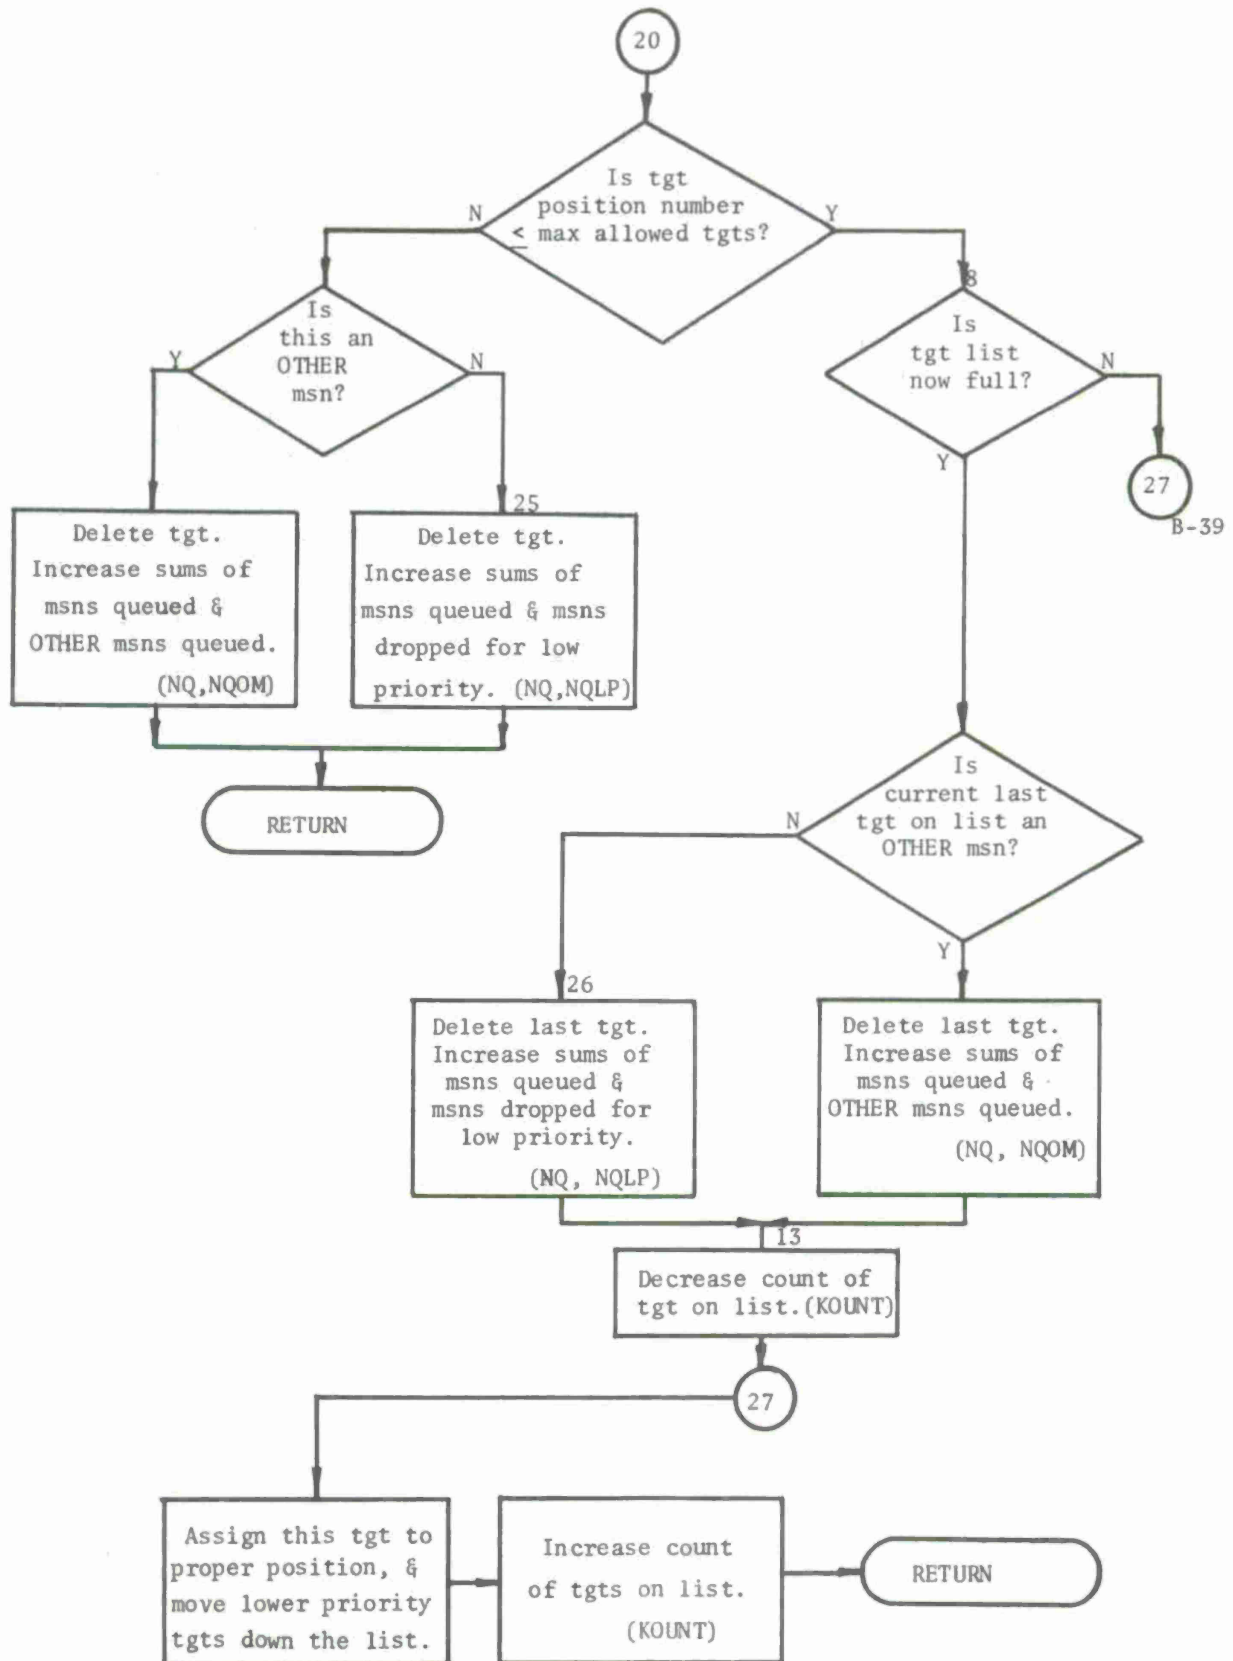 20
Is tgt
position number
≤ max allowed tgts?
N
Y
Is
this an
OTHER
msn?
Y
N
8
Is
tgt list
now full?
N
Y
27
B-39
Delete tgt.
Increase sums of
msns queued &
OTHER msns queued.
(NQ,NQOM)
25
Delete tgt.
Increase sums of
msns queued & msns
dropped for low
priority. (NQ,NQLP)
RETURN
Is
current last
tgt on list an
OTHER msn?
N
Y
26
Delete last tgt.
Increase sums of
msns queued &
msns dropped for
low priority.
(NQ, NQLP)
Delete last tgt.
Increase sums of
msns queued &
OTHER msns queued.
(NQ, NQOM)
13
Decrease count of
tgt on list.(KOUNT)
27
Assign this tgt to
proper position, &
move lower priority
tgts down the list.
Increase count
of tgts on list.
(KOUNT)
RETURN